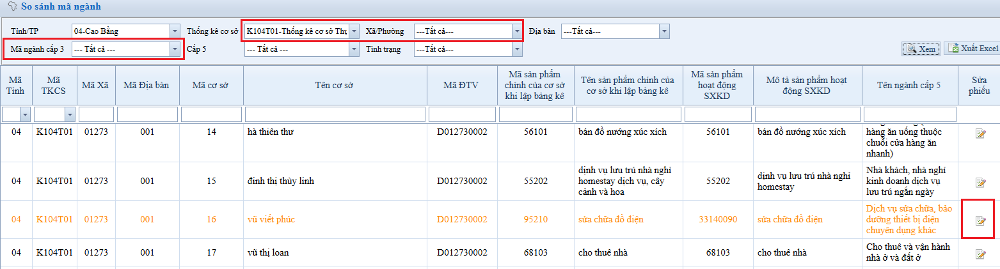 So sánh mã ngành
Tỉnh/TP 04-Cao Bằng Thống kê cơ sở K104T01-Thống kê cơ sở Thụ Xã/Phường ---Tất cả--- Địa bàn ---Tất cả---
Mã ngành cấp 3 --- Tất cả --- Cấp 5 --- Tất cả --- Tình trạng ---Tất cả--- Xem Xuất Excel
Mã Tỉnh
Mã TKCS
Mã Xã
Mã Địa bàn
Mã cơ sở
Tên cơ sở
Mã ĐTV
Mã sản phẩm
chính của cơ sở
khi lập bảng kê
Tên sản phẩm chính của
cơ sở khi lập bảng kê
Mã sản phẩm
hoạt động
SXKD
Mô tả sản phẩm hoạt
động SXKD
Tên ngành cấp 5
Sửa
phiếu
04 K104T01 01273 001 14 hà thiên thư D012730002 56101 bán đồ nướng xúc xích 56101 bán đồ nướng xúc xích
hàng ăn uống thuộc
chuỗi cửa hàng ăn
nhanh)
04 K104T01 01273 001 15 đinh thị thùy linh D012730002 55202
dịnh vụ lưu trú nhà nghỉ
homestay dịch vụ, cây
cảnh và hoa
55202
dịnh vụ lưu trú nhà nghỉ
homestay
Nhà khách, nhà nghỉ
kinh doanh dịch vụ
lưu trú ngắn ngày
04 K104T01 01273 001 16 vũ viết phúc D012730002 95210 sửa chữa đồ điện 33140090 sửa chữa đồ điện
Dịch vụ sửa chữa, bảo
dưỡng thiết bị điện
chuyên dụng khác
04 K104T01 01273 001 17 vũ thị loan D012730002 68103 cho thuê nhà 68103 cho thuê nhà
Cho thuê và vận hành
nhà ở và đất ở